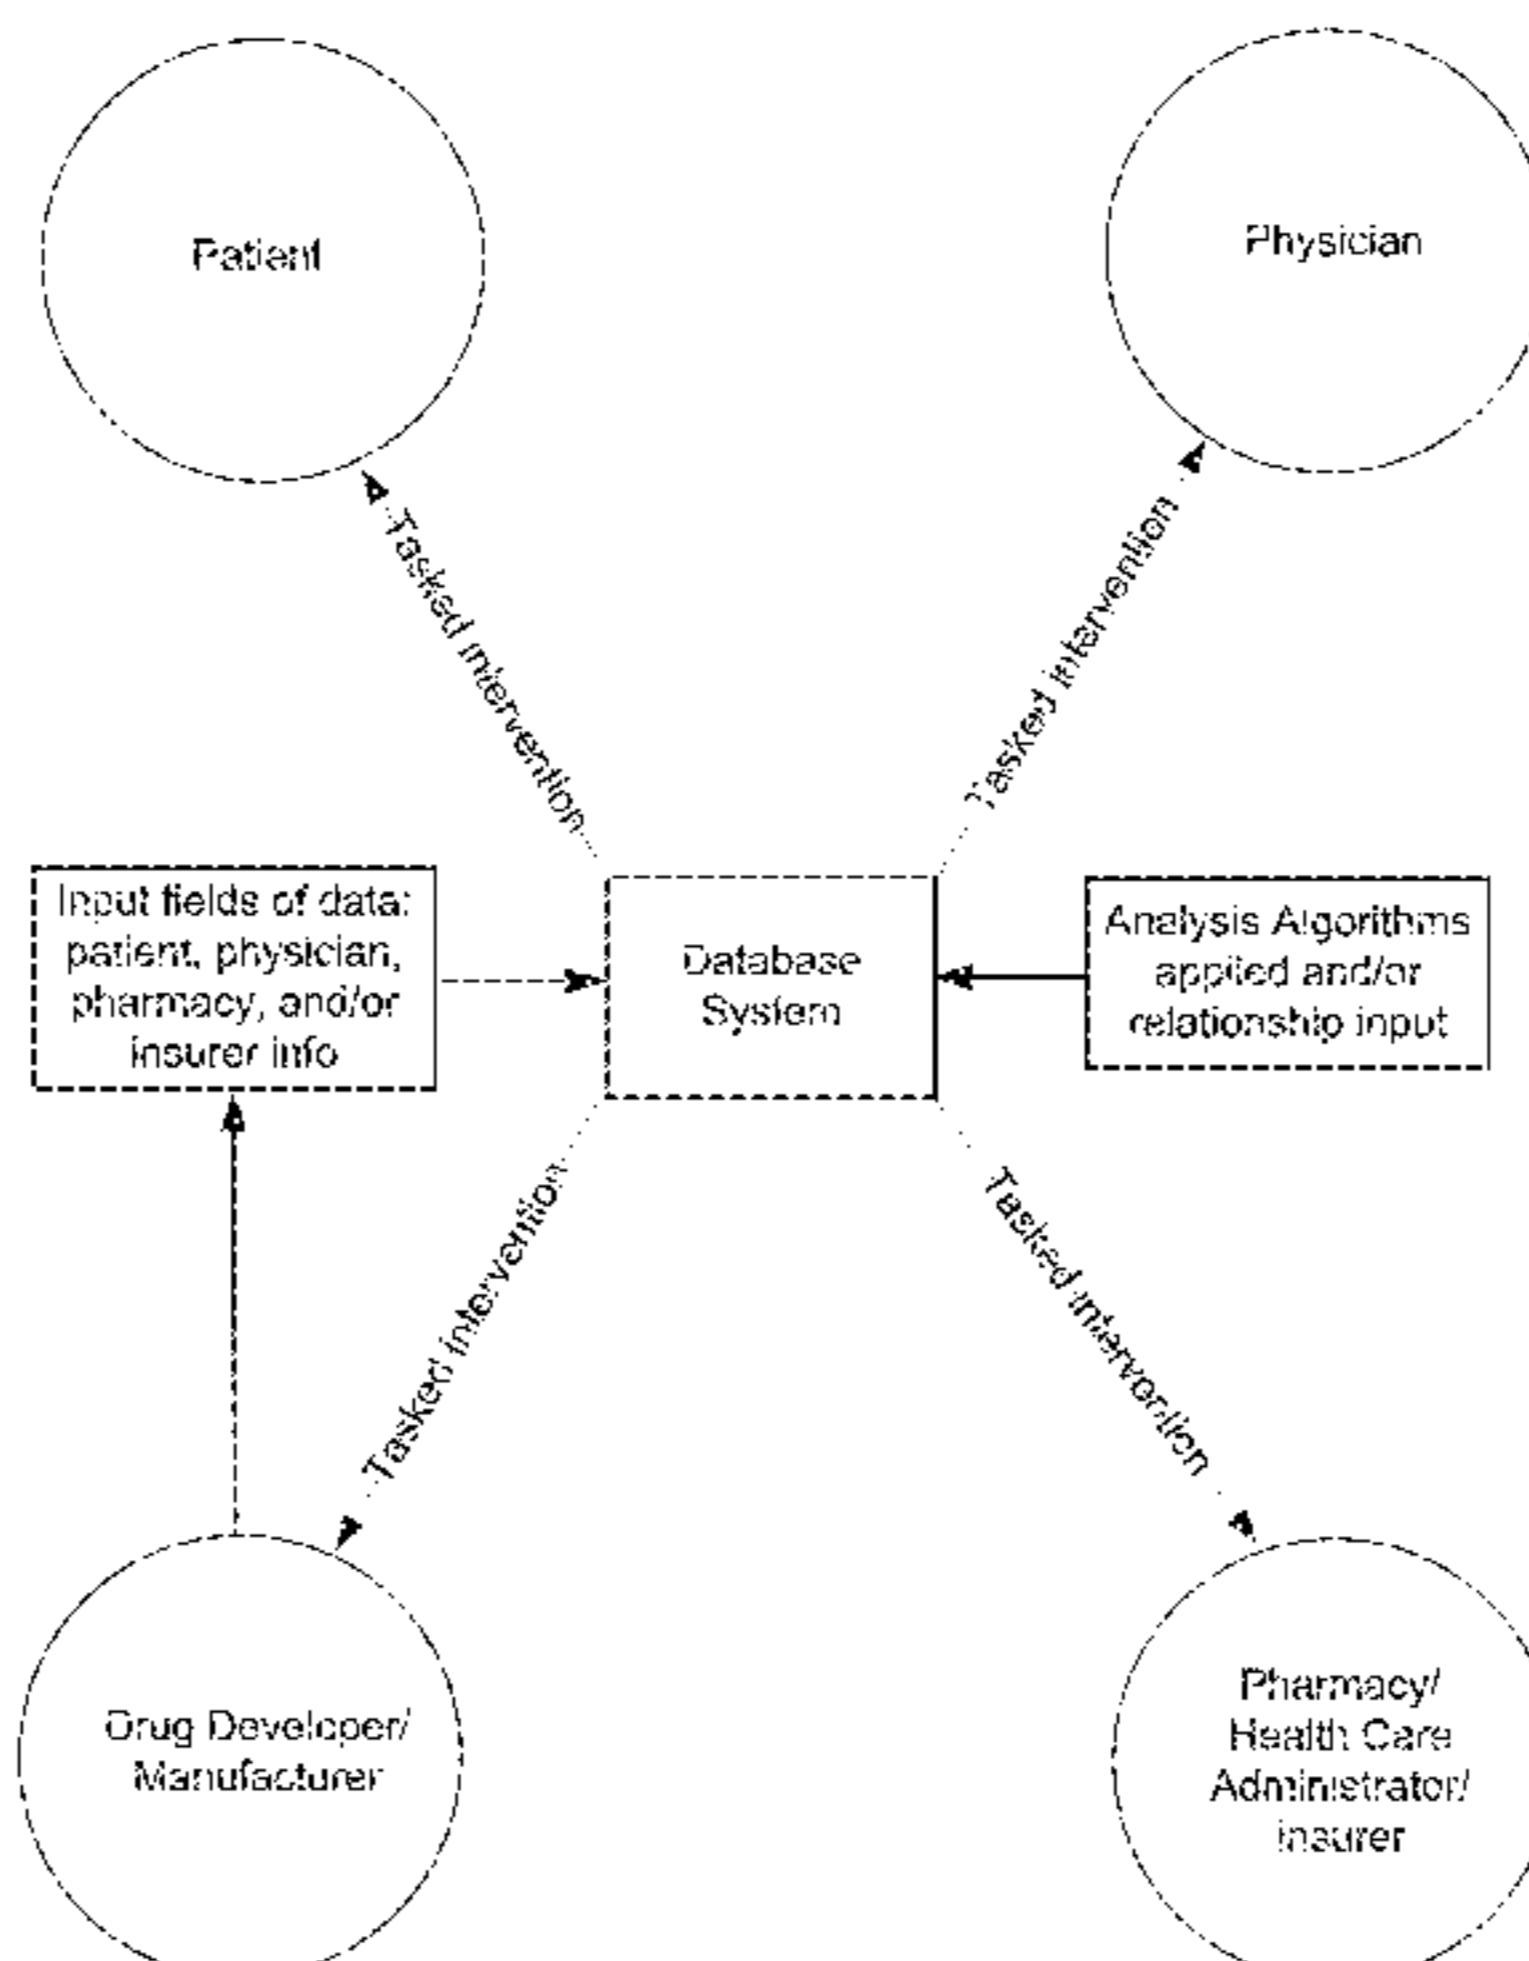 Patient
Physician
Tasked intervention
Tasked intervention
Input fields of data:
patient, physician,
pharmacy, and/or
insurer info
Database
System
Analysis Algorithms
applied and/or
relationship input
Tasked intervention
Tasked intervention
Drug Developer/
Manufacturer
Pharmacy/
Health Care
Administrator/
insurer